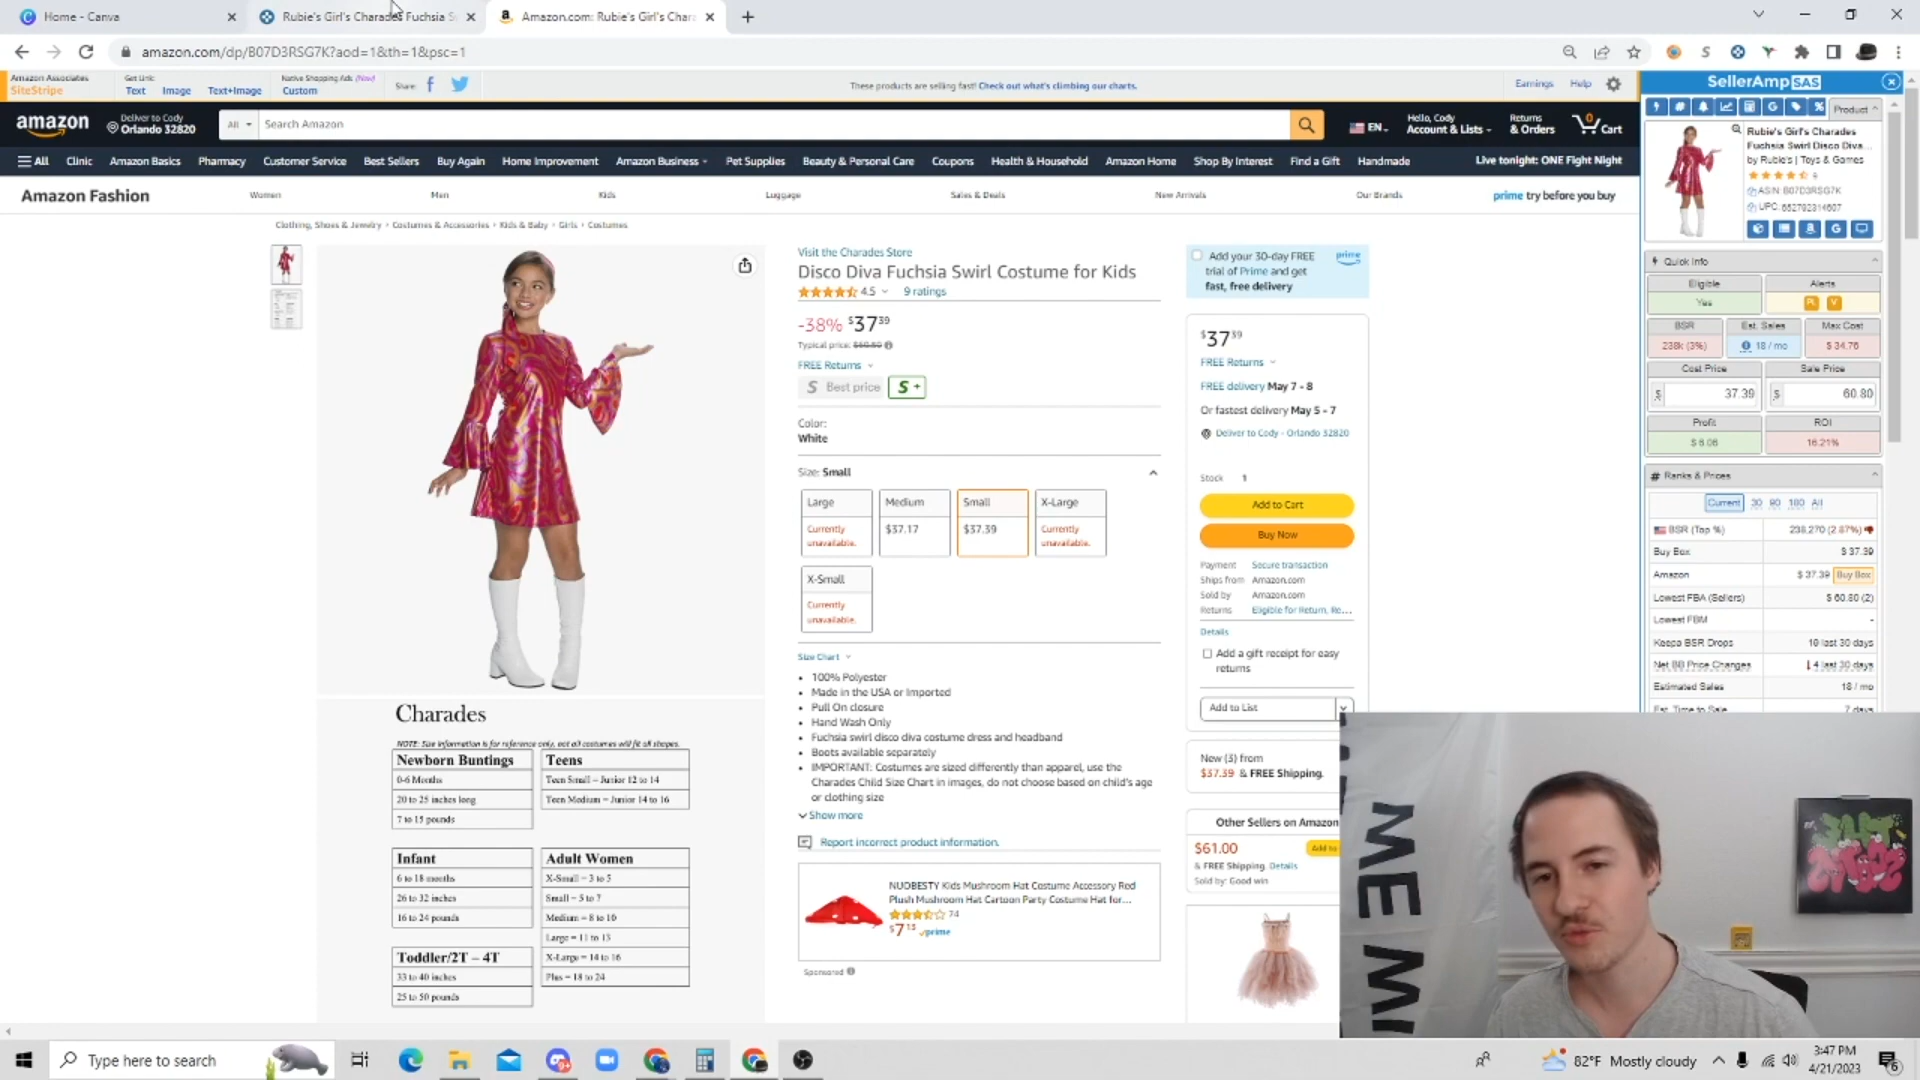 Home - Canva
Rubie's Girl's Charades Fuchsia S
Amazon.com: Rubie's Girl's Char
amazon.com/dp/B07D3RSG7K?aod=1&th=1&psc=1
Amazon Associates
SiteStripe
Get Link:
Text Image Text+Image
Native Shopping Ads (New)
Custom
Share:
These products are selling fast! Check out what's climbing our charts.
Earnings Help
amazon
Deliver to Cody
Orlando 32820
All
Search Amazon
EN
Hello, Cody
Account & Lists
Returns
& Orders
0
Cart
All Clinic Amazon Basics Pharmacy Customer Service Best Sellers Buy Again Home Improvement Amazon Business Pet Supplies Beauty & Personal Care Coupons Health & Household Amazon Home Shop By Interest Find a Gift Handmade
Live tonight: ONE Fight Night
Amazon Fashion
Women Men Kids Luggage Sales & Deals New Arrivals Our Brands
prime try before you buy
Clothing, Shoes & Jewelry › Costumes & Accessories › Kids & Baby › Girls › Costumes
Visit the Charades Store
Disco Diva Fuchsia Swirl Costume for Kids
4.5 9 ratings
-38% $37 39
Typical price: $60.80
FREE Returns
S Best price S +
Color:
White
Size: Small
Large
Currently
unavailable.
Medium
$37.17
Small
$37.39
X-Large
Currently
unavailable.
X-Small
Currently
unavailable.
Size Chart
• 100% Polyester
• Made in the USA or Imported
• Pull On closure
• Hand Wash Only
• Fuchsia swirl disco diva costume dress and headband
• Boots available separately
• IMPORTANT: Costumes are sized differently than apparel, use the
Charades Child Size Chart in images, do not choose based on child's age
or clothing size
Show more
Report incorrect product information.
NUOBESTY Kids Mushroom Hat Costume Accessory Red
Plush Mushroom Hat Cartoon Party Costume Hat for...
74
$7 13 prime
Sponsored
Charades
NOTE: Size information is for reference only, not all costumes will fit all shapes.
Newborn Buntings
0-6 Months
20 to 25 inches long
7 to 15 pounds
Teens
Teen Small – Junior 12 to 14
Teen Medium – Junior 14 to 16
Infant
6 to 18 months
26 to 32 inches
16 to 24 pounds
Adult Women
X-Small = 3 to 5
Small = 5 to 7
Medium = 8 to 10
Large = 11 to 13
X-Large = 14 to 16
Plus = 18 to 24
Toddler/2T – 4T
33 to 40 inches
25 to 50 pounds
Add your 30-day FREE
trial of Prime and get
fast, free delivery
prime
$37 39
FREE Returns
FREE delivery May 7 - 8
Or fastest delivery May 5 - 7
Deliver to Cody - Orlando 32820
Stock 1
Add to Cart
Buy Now
Payment Secure transaction
Ships from Amazon.com
Sold by Amazon.com
Returns Eligible for Return, Re...
Details
Add a gift receipt for easy
returns
Add to List
New (3) from
$37.39 & FREE Shipping.
Other Sellers on Amazon
$61.00
Add to
& FREE Shipping. Details
Sold by: Good win
SellerAmp SAS
Product
Rubie's Girl's Charades
Fuchsia Swirl Disco Diva...
by Rubie's | Toys & Games
9
ASIN: B07D3RSG7K
UPC: 882792314807
Quick Info
Eligible
Yes
Alerts
PL V
BSR
238k (3%)
Est. Sales
18 / mo
Max Cost
$ 34.76
Cost Price
$ 37.39
Sale Price
$ 60.80
Profit
$ 6.06
ROI
16.21%
Ranks & Prices
Current 30 90 180 All
BSR (Top %) 238,270 (2.87%)
Buy Box $ 37.39
Amazon $ 37.39 Buy Box
Lowest FBA (Sellers) $ 60.80 (2)
Lowest FBM -
Keepa BSR Drops 19 last 30 days
Net BB Price Changes 4 last 30 days
Estimated Sales 18 / mo
Est. Time to Sale 7 days
ME MI
Type here to search
82°F Mostly cloudy
3:47 PM
4/21/2023
6